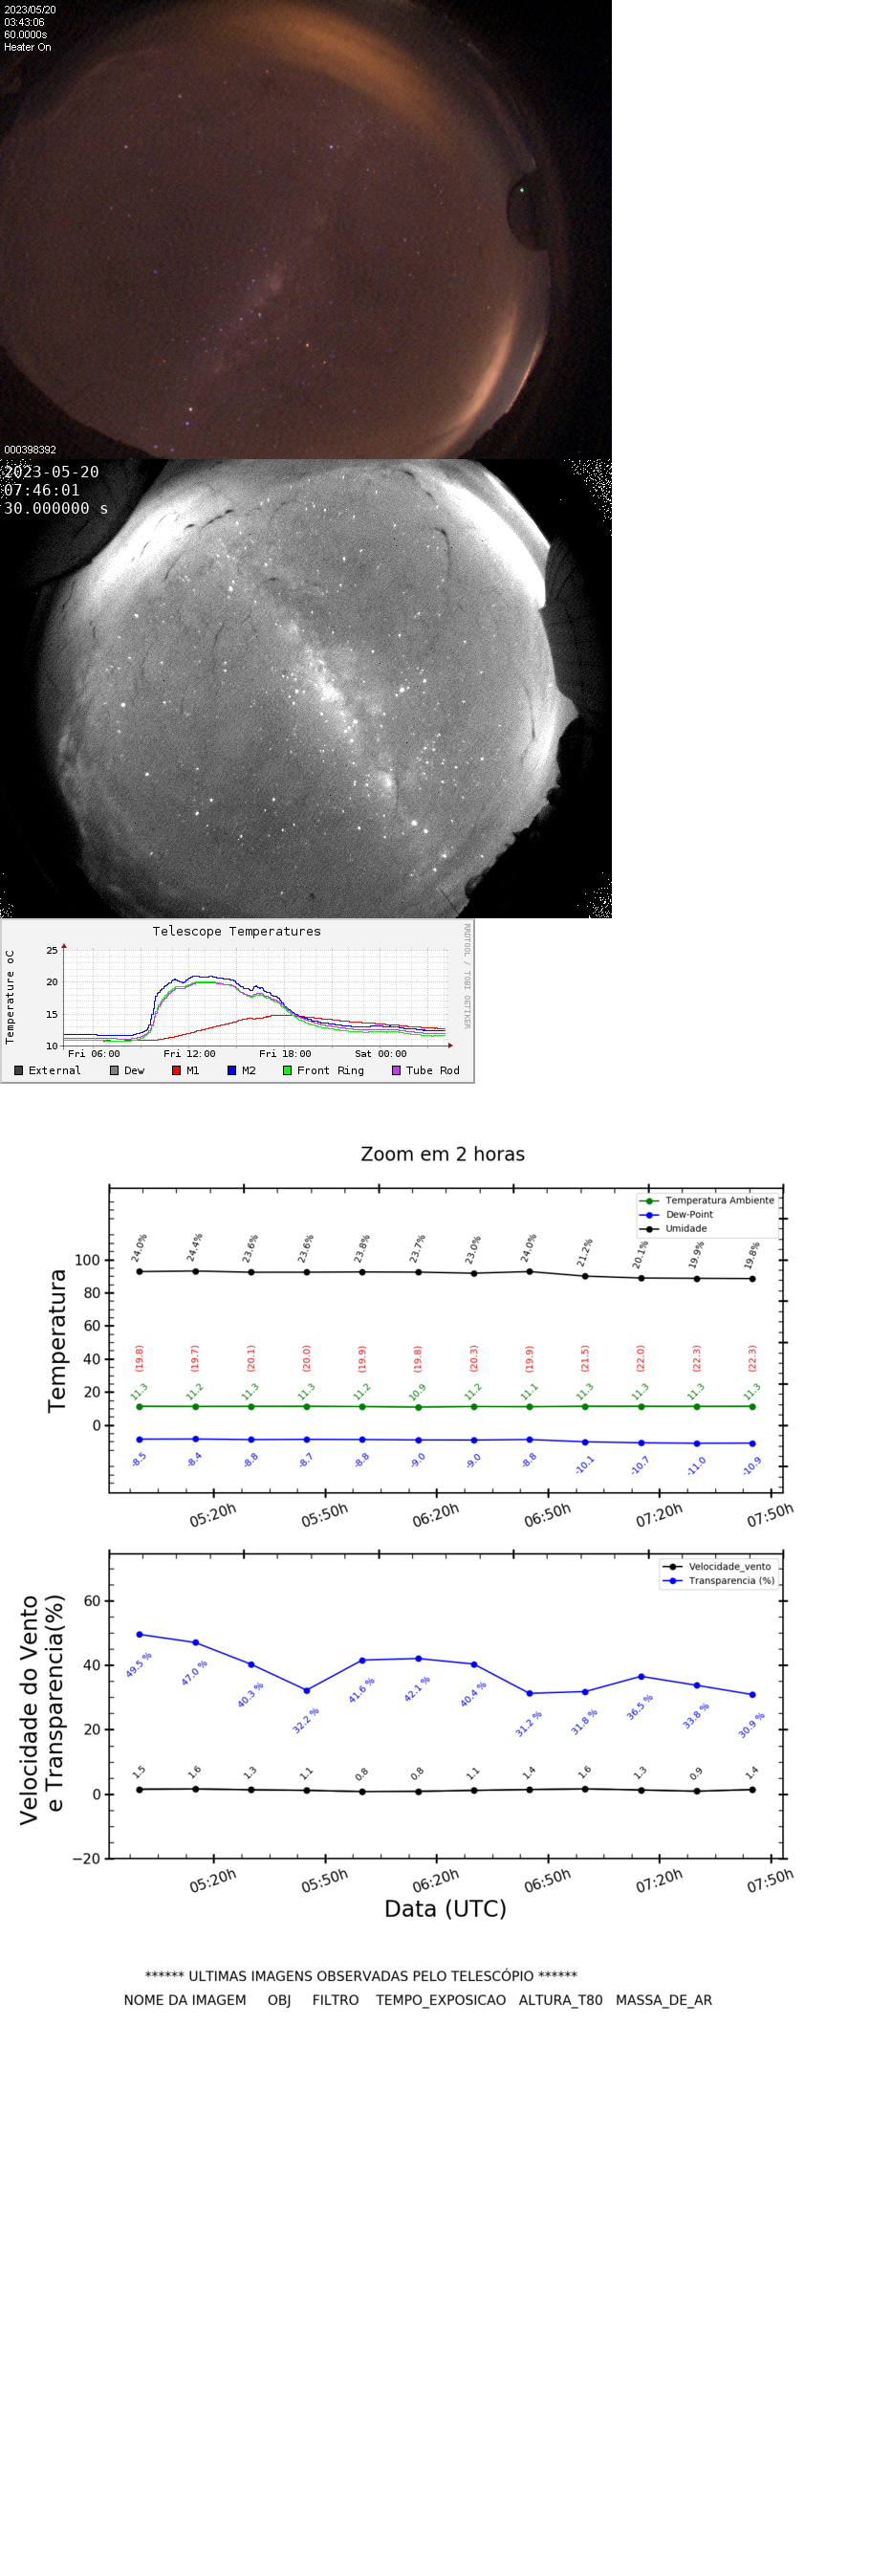 2023/05/20
03:43:06
60.0000s
Heater On
000398392
2023-05-20
07:46:01
30.000000 s
Telescope Temperatures
RRDTOOL / TOBI OETIKER
Temperature oC
25
20
15
10
Fri 06:00 Fri 12:00 Fri 18:00 Sat 00:00
External Dew M1 M2 Front Ring Tube Rod
Zoom em 2 horas
Temperatura Ambiente
Dew-Point
Umidade
Temperatura
100
80
60
40
20
0
24.0% 24.4% 23.6% 23.6% 23.8% 23.7% 23.0% 24.0% 21.2% 20.1% 19.9% 19.8%
(19.8) (19.7) (20.1) (20.0) (19.9) (19.8) (20.3) (19.9) (21.5) (22.0) (22.3) (22.3)
11.3 11.2 11.3 11.3 11.2 10.9 11.2 11.1 11.3 11.3 11.3 11.3
-8.5 -8.4 -8.8 -8.7 -8.8 -9.0 -9.0 -8.8 -10.1 -10.7 -11.0 -10.9
05:20h 05:50h 06:20h 06:50h 07:20h 07:50h
Velocidade_vento
Transparencia (%)
Velocidade do Vento
e Transparencia(%)
60
40
20
0
−20
49.5 % 47.0 % 40.3 % 32.2 % 41.6 % 42.1 % 40.4 % 31.2 % 31.8 % 36.5 % 33.8 % 30.9 %
1.5 1.6 1.3 1.1 0.8 0.8 1.1 1.4 1.6 1.3 0.9 1.4
05:20h 05:50h 06:20h 06:50h 07:20h 07:50h
Data (UTC)
****** ULTIMAS IMAGENS OBSERVADAS PELO TELESCÓPIO ******
NOME DA IMAGEM OBJ FILTRO TEMPO_EXPOSICAO ALTURA_T80 MASSA_DE_AR